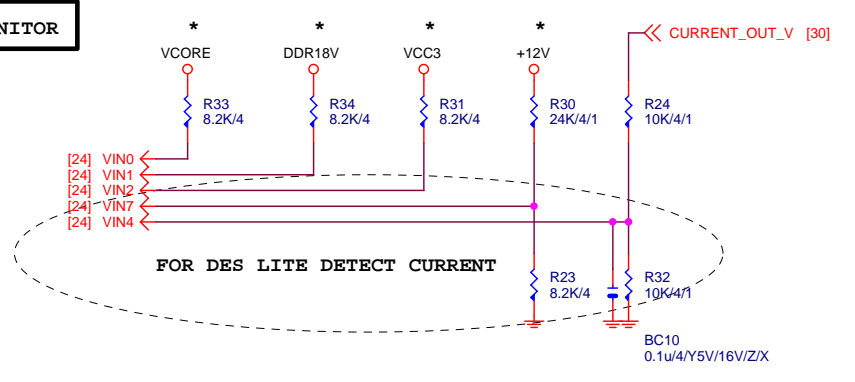 NITOR
* * * *
VCORE DDR18V VCC3 +12V
CURRENT_OUT_V [30]
R33 8.2K/4
R34 8.2K/4
R31 8.2K/4
R30 24K/4/1
R24 10K/4/1
[24] VIN0
[24] VIN1
[24] VIN2
[24] VIN7
[24] VIN4
FOR DES LITE DETECT CURRENT
R23 8.2K/4
R32 10K/4/1
BC10
0.1u/4/Y5V/16V/Z/X